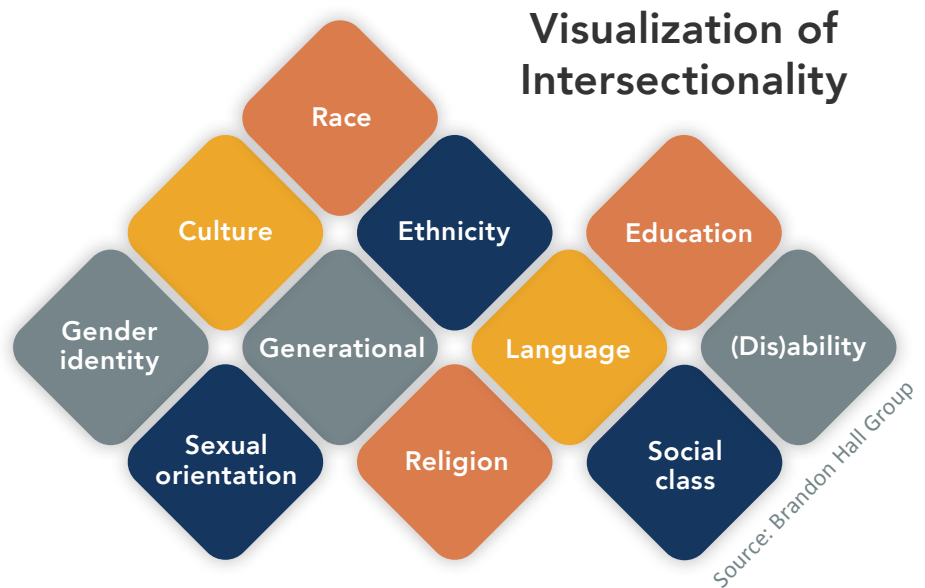 Visualization of
Intersectionality
Race
Culture
Ethnicity
Education
Gender
identity
Generational
Language
(Dis)ability
Sexual
orientation
Religion
Social
class
Source: Brandon Hall Group